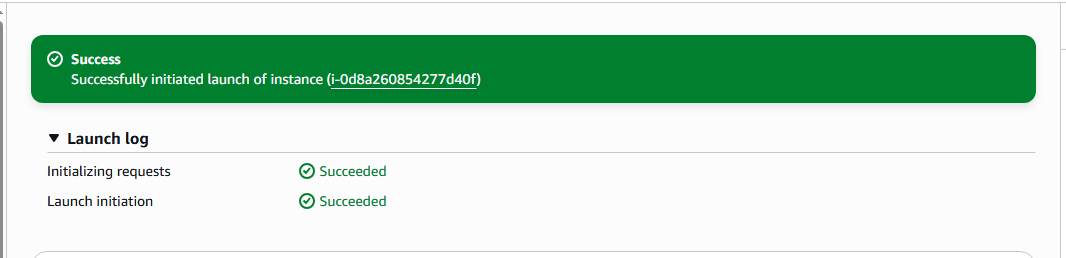 Success
Successfully initiated launch of instance (i-0d8a260854277d40f)
Launch log
Initializing requests Succeeded
Launch initiation Succeeded